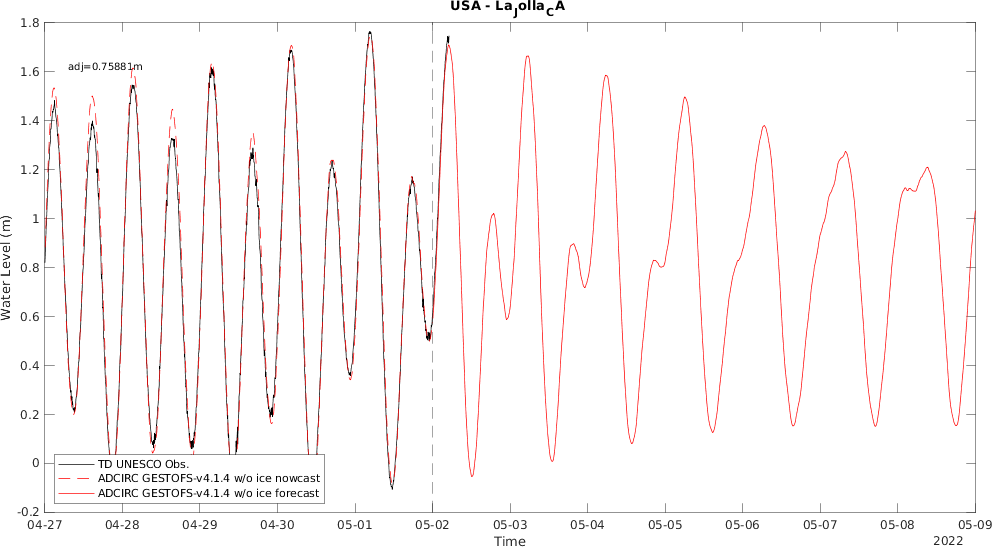 USA - LaJollaCA
adj=0.75881m
Water Level (m)
1.8
1.6
1.4
1.2
1
0.8
0.6
0.4
0.2
0
-0.2
TD UNESCO Obs.
ADCIRC GESTOFS-v4.1.4 w/o ice nowcast
ADCIRC GESTOFS-v4.1.4 w/o ice forecast
04-27 04-28 04-29 04-30 05-01 05-02 05-03 05-04 05-05 05-06 05-07 05-08 05-09
Time
2022